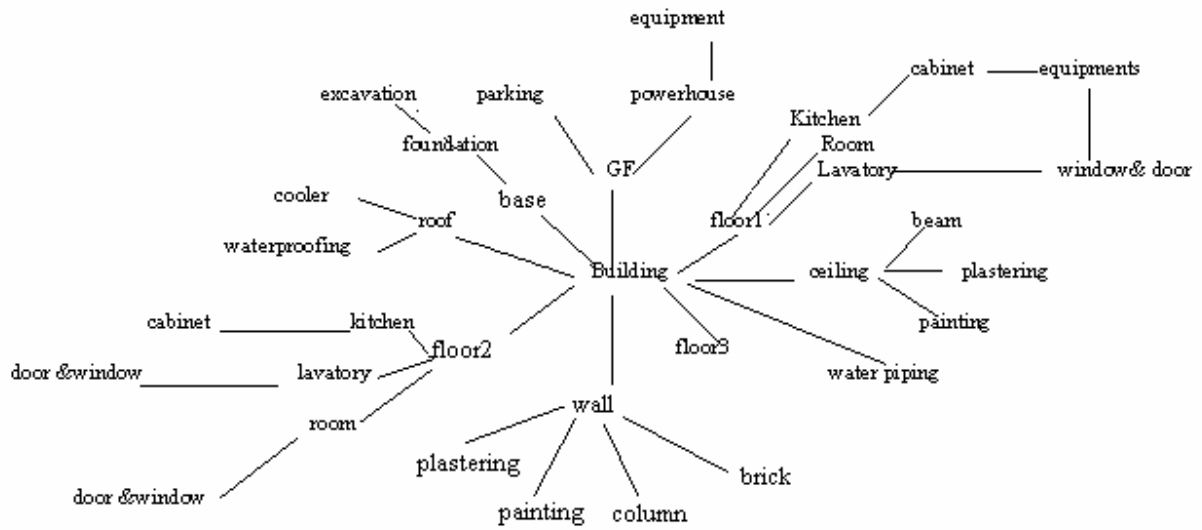 equipment
cabinet equipments
excavation parking powerhouse
Kitchen
foundation Room
GF Lavatory window& door
cooler base
roof floor1 beam
waterproofing
Building ceiling plastering
cabinet kitchen painting
floor2 floor3
door &window lavatory water piping
wall
room
plastering
brick
door &window
painting column